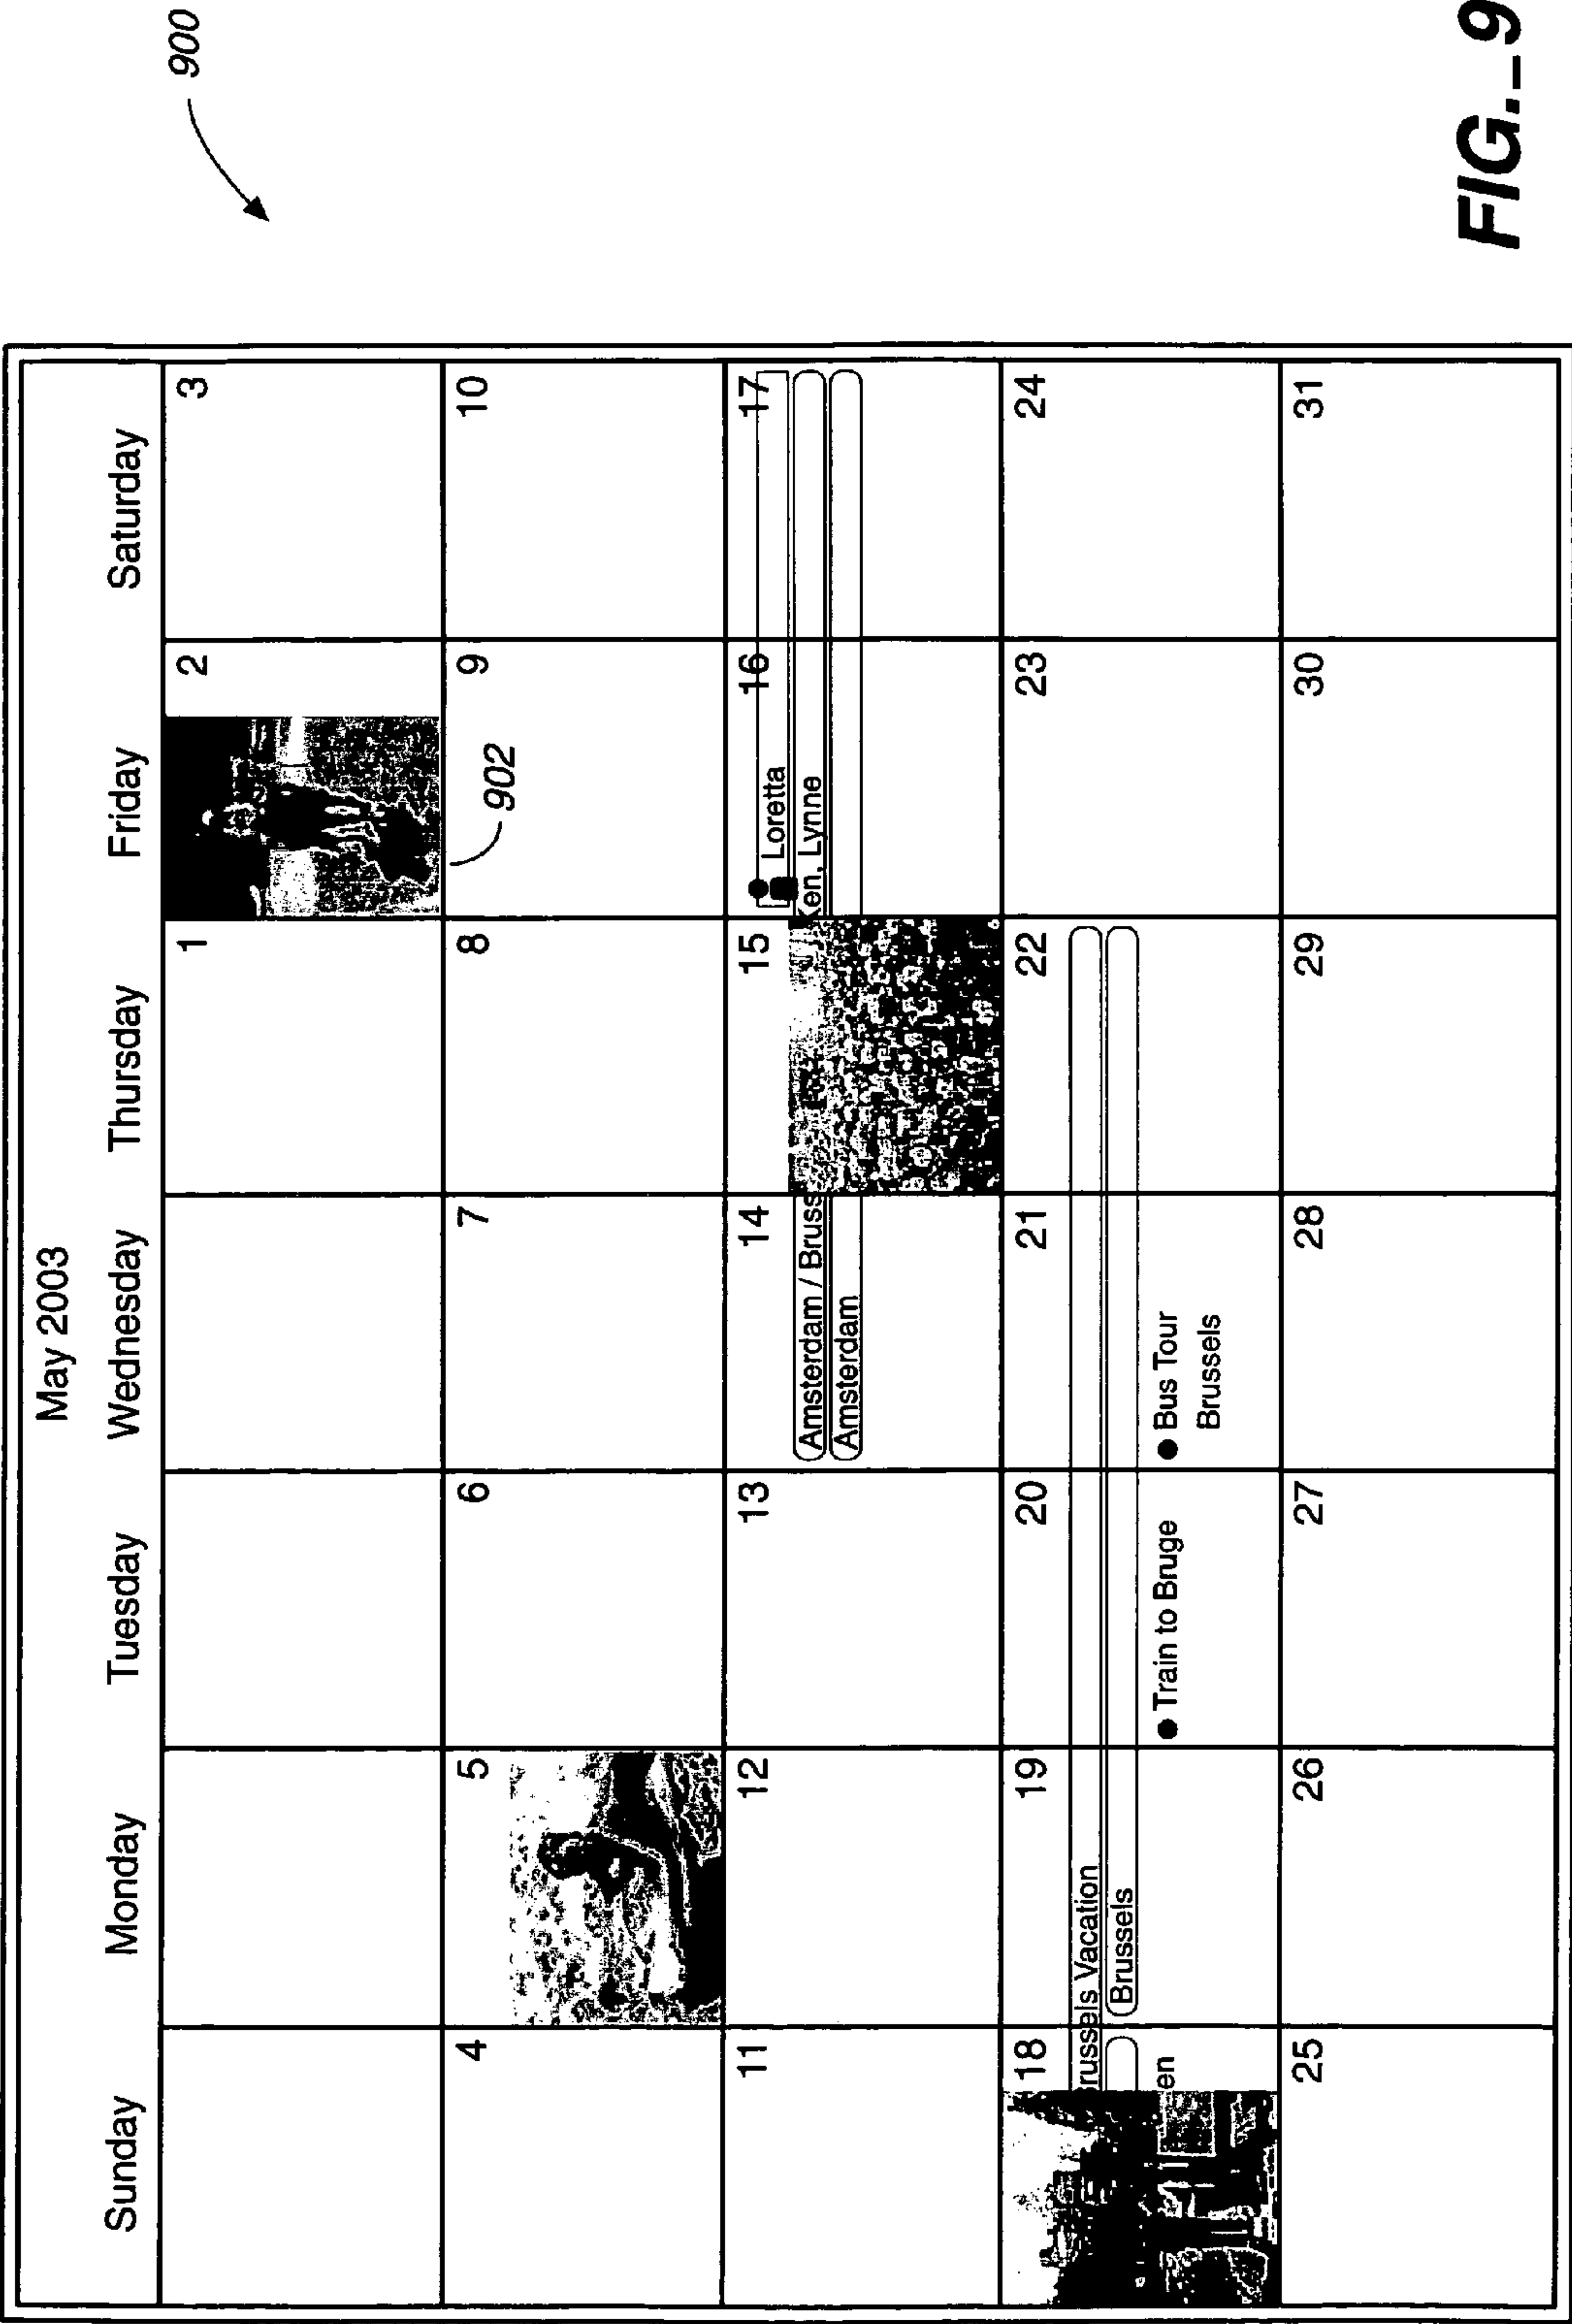 900
May 2003
Sunday Monday Tuesday Wednesday Thursday Friday Saturday
1 2 3
902
4 5 6 7 8 9 10
11 12 13 14 15 16 17
Loretta
Amsterdam / Bruss Ken, Lynne
Amsterdam
18 19 20 21 22 23 24
russels Vacation
Brussels
en ● Train to Bruge ● Bus Tour
Brussels
25 26 27 28 29 30 31
FIG._9